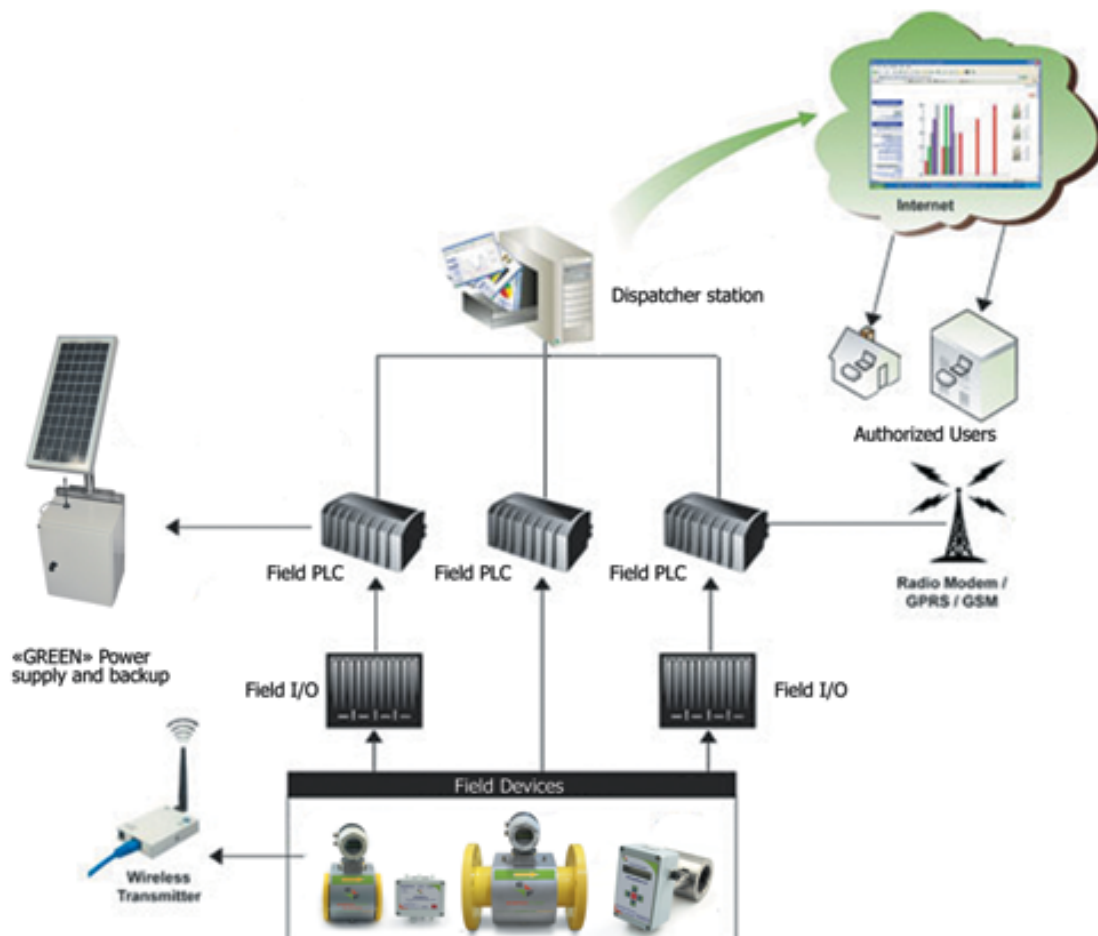 Internet
Dispatcher station
Authorized Users
Field PLC
Field PLC
Field PLC
Radio Modem /
GPRS / GSM
«GREEN» Power
supply and backup
Field I/O
Field I/O
Field Devices
Wireless
Transmitter